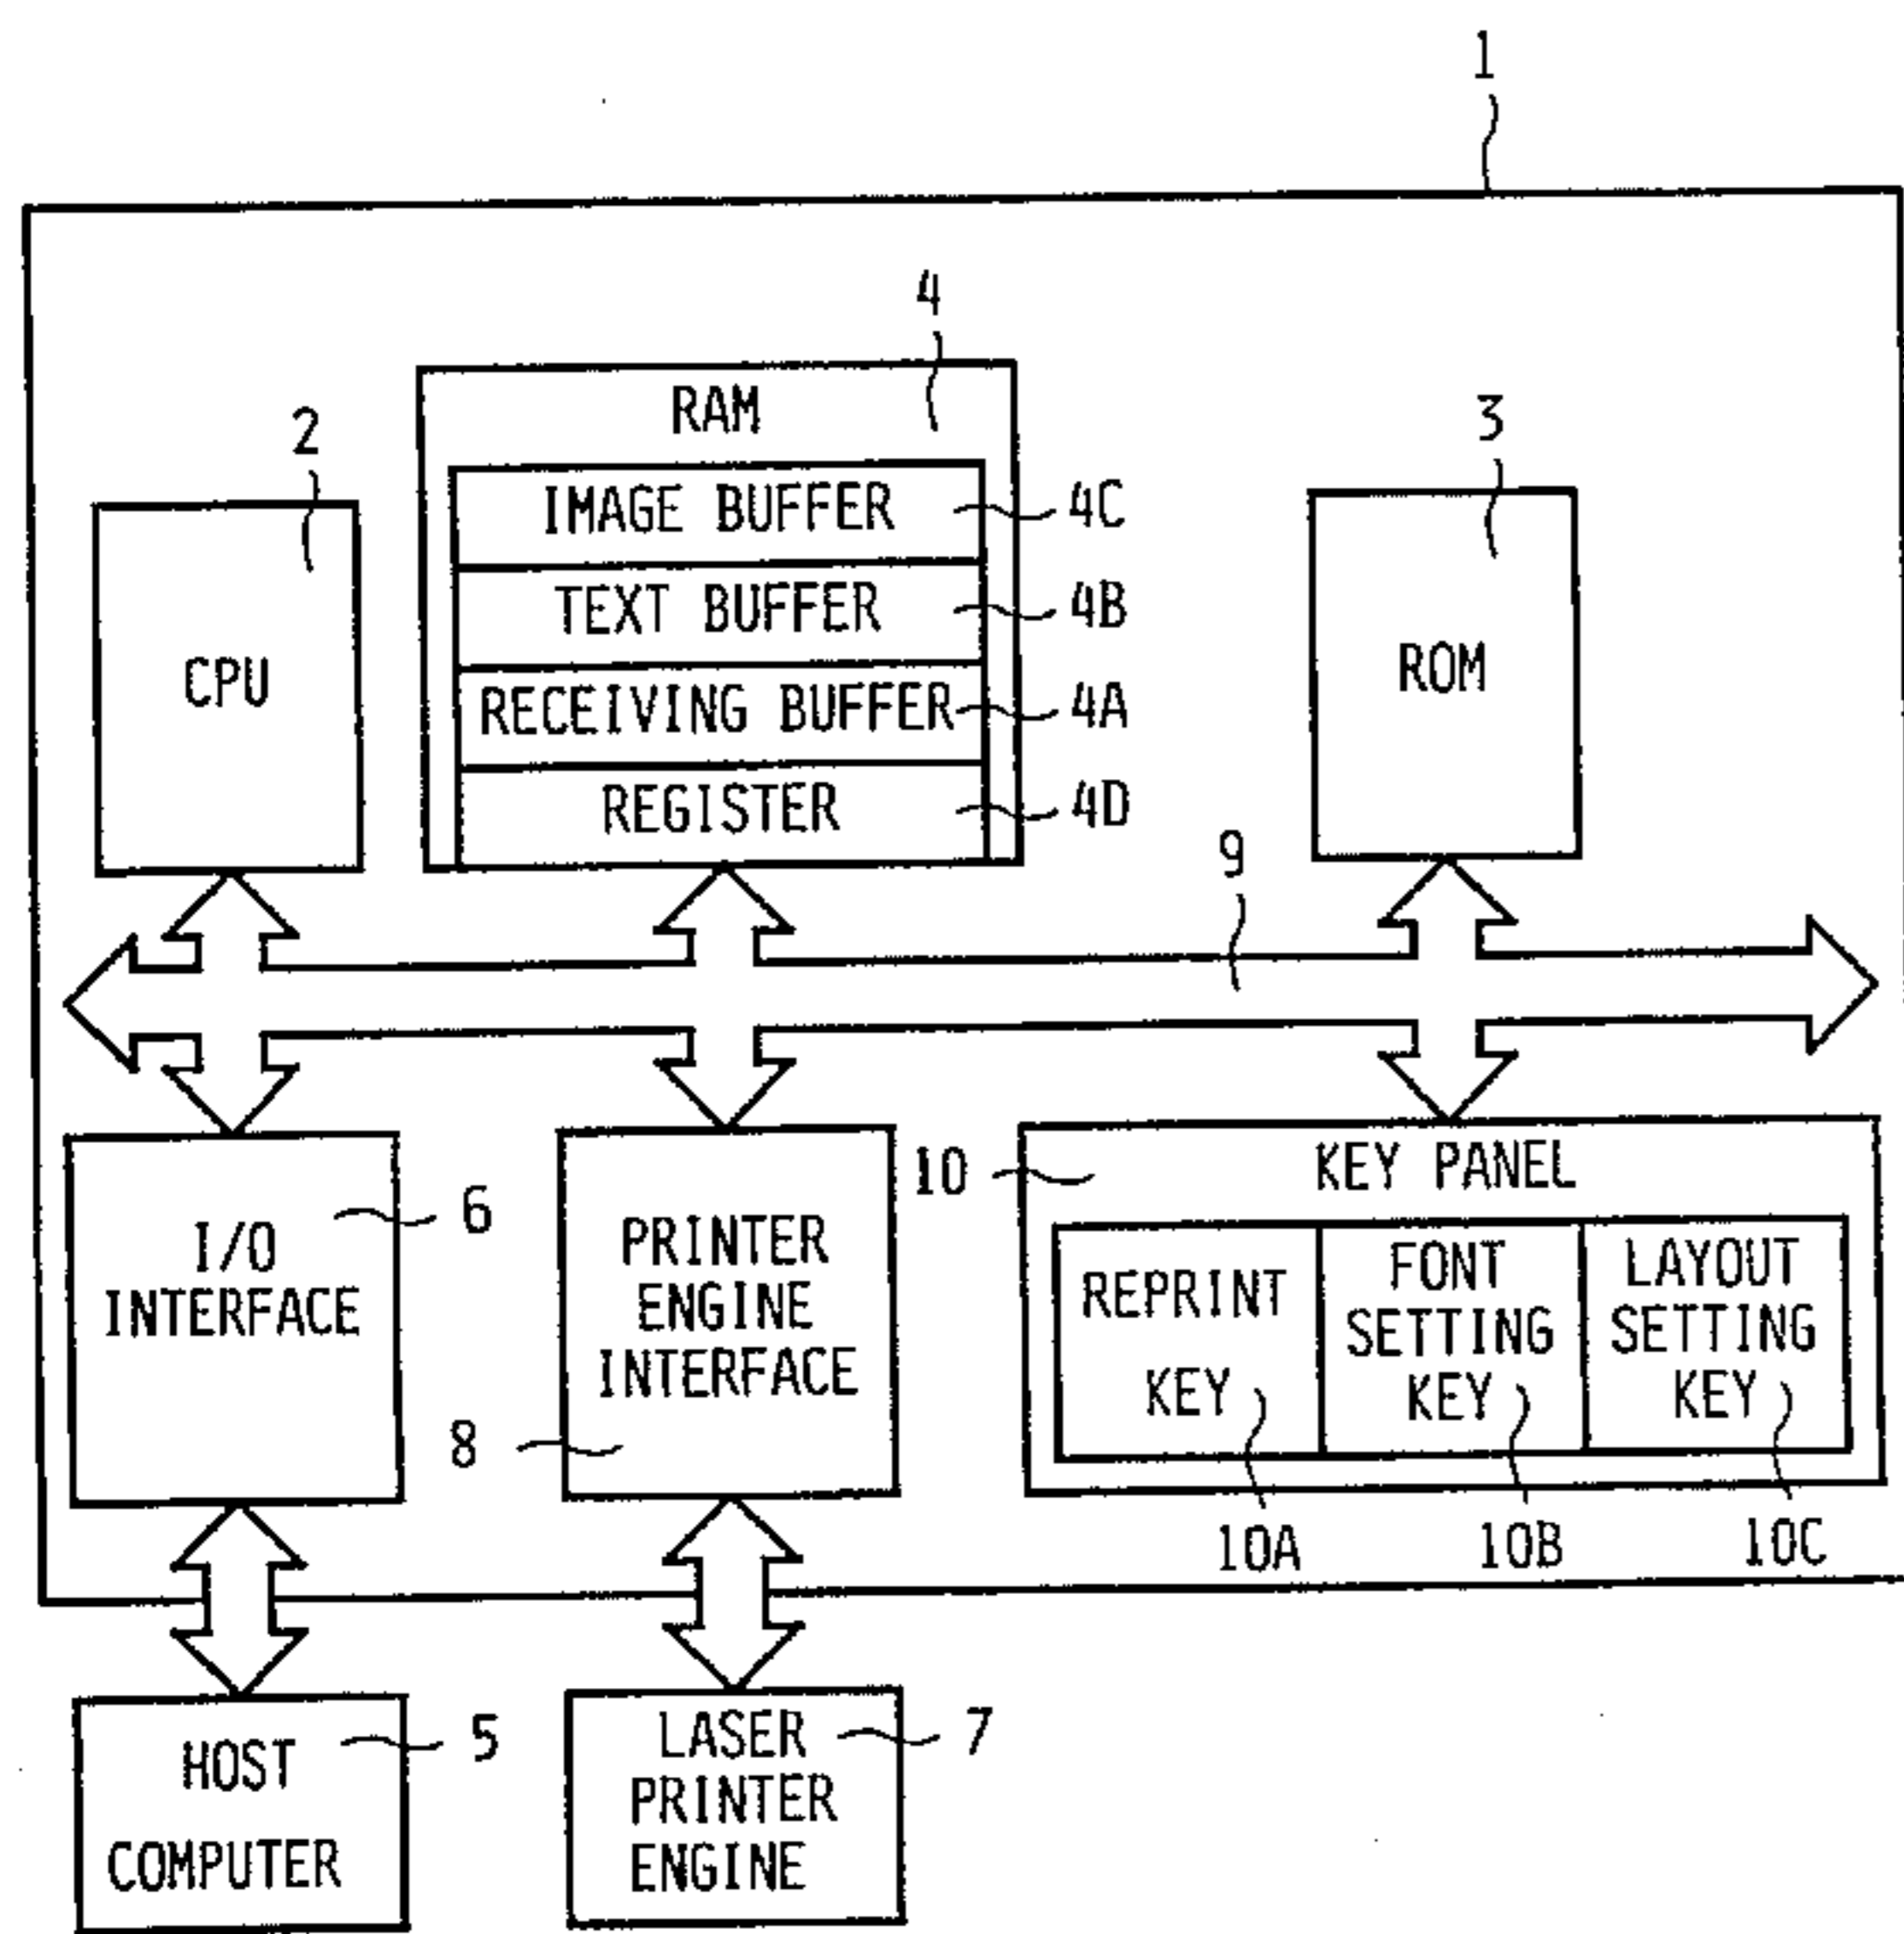 1
4
RAM
2
3
IMAGE BUFFER
4C
TEXT BUFFER
4B
CPU
ROM
RECEIVING BUFFER
4A
REGISTER
4D
9
10
KEY PANEL
6
I/O
INTERFACE
PRINTER
ENGINE
INTERFACE
8
REPRINT
KEY
FONT
SETTING
KEY
LAYOUT
SETTING
KEY
10A
10B
10C
HOST
COMPUTER
5
LASER
PRINTER
ENGINE
7